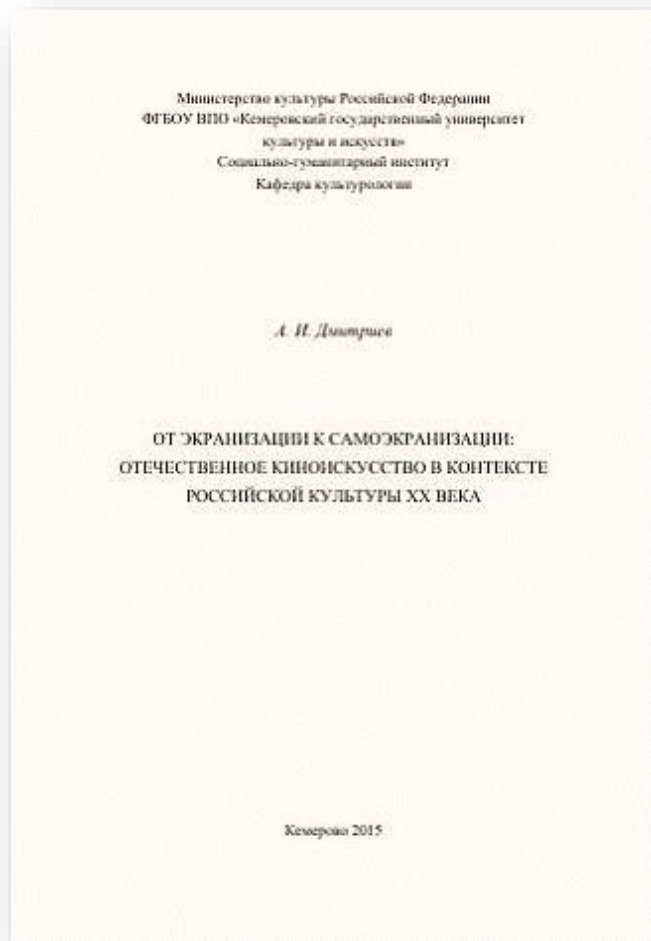 Министерство культуры Российской Федерации
ФГБОУ ВПО «Кемеровский государственный университет
культуры и искусств»
Социально-гуманитарный институт
Кафедра культурологии
А. И. Дмитриев
ОТ ЭКРАНИЗАЦИИ К САМОЭКРАНИЗАЦИИ:
ОТЕЧЕСТВЕННОЕ КИНОИСКУССТВО В КОНТЕКСТЕ
РОССИЙСКОЙ КУЛЬТУРЫ ХХ ВЕКА
Кемерово 2015